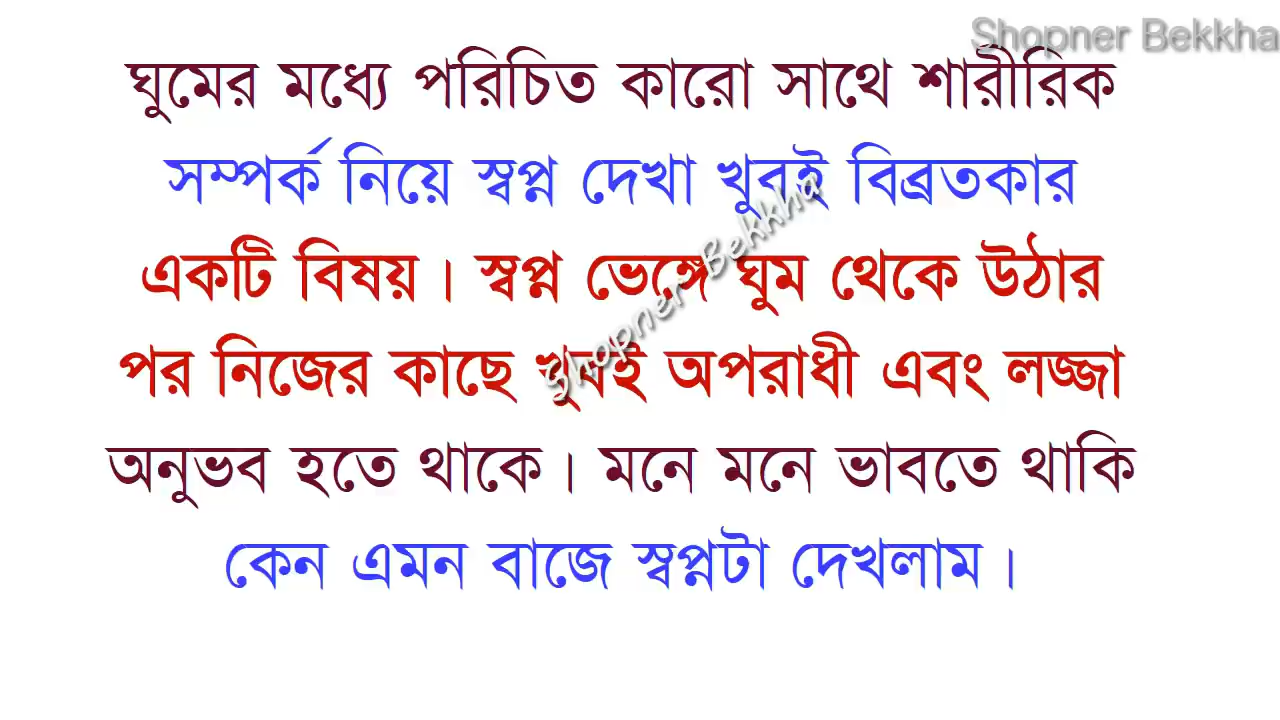 Shopner Bekkha
ঘুমের মধ্যে পরিচিত কারো সাথে শারীরিক
সম্পর্ক নিয়ে স্বপ্ন দেখা খুবই বিব্রতকার
একটি বিষয়। স্বপ্ন ভেঙ্গে ঘুম থেকে উঠার
পর নিজের কাছে খুবই অপরাধী এবং লজ্জা
অনুভব হতে থাকে। মনে মনে ভাবতে থাকি
কেন এমন বাজে স্বপ্নটা দেখলাম।
Shopner Bekkha